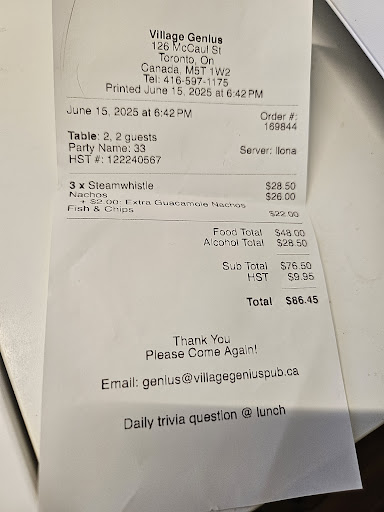 Village Genius
126 McCaul St
Toronto, On
Canada, M5T 1W2
Tel: 416-597-1175
Printed June 15, 2025 at 6:42 PM
June 15, 2025 at 6:42 PM
Order #:
169844
Table: 2, 2 guests
Party Name: 33
Server: Ilona
HST #: 122240567
3 x Steamwhistle $28.50
Nachos $26.00
+ $2.00: Extra Guacamole Nachos
Fish & Chips $22.00
Food Total $48.00
Alcohol Total $28.50
Sub Total $76.50
HST $9.95
Total $86.45
Thank You
Please Come Again!
Email: genius@villagegeniuspub.ca
Daily trivia question @ lunch